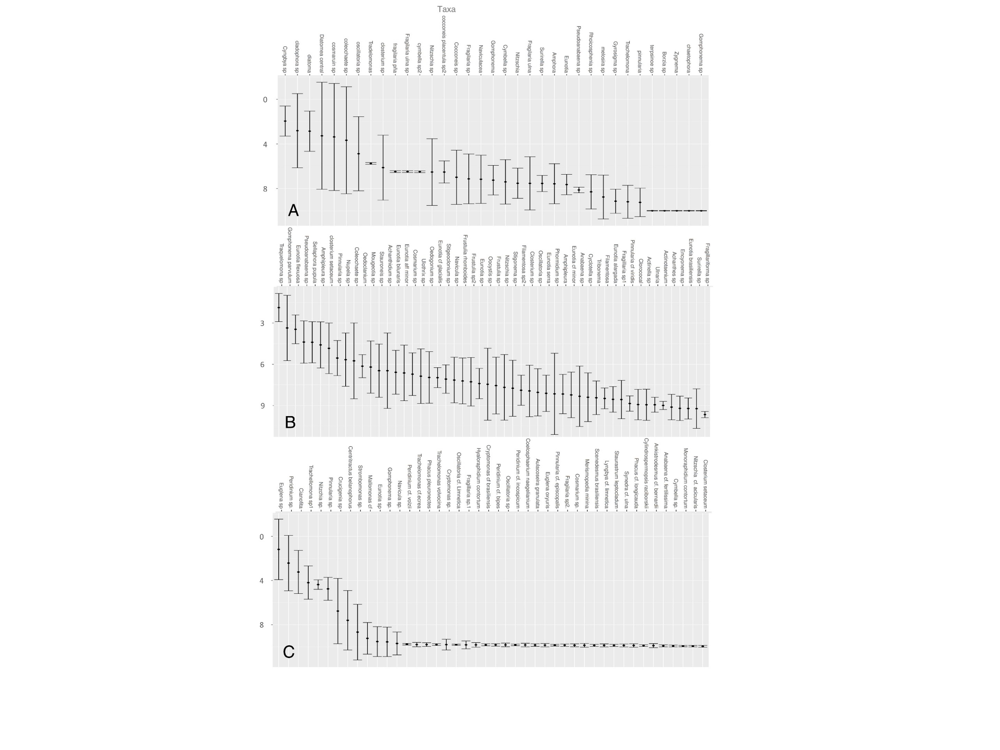 Taxa
Cyngbya sp
cladophora sp
diatoma
Diatomea central
cosmaruin sp
coleochaete sp
oscillatoria sp
Tradelomonas
closterium sp
fragilaria pña
Fragilaria ulna sp
cymbella sp2
Nitzschia sp
cocconeis placentula sp2
Cocconeis sp
Fragilaria sp
Naviculacea
Gomphonema
Cymbella sp
Nitzschia
Fragilaria ulna
Surirella sp
Amphora
Eunotia
Pseudoanabaena sp
Rhoicosphenia sp
melosira sp
Gyrosigma sp
Trachelomona
pinnularia
terpsinoe sp
Borzia sp
Zygnema
chaetophora
Gomphonema sp
0
4
8
A
Traquelomona sp
Gomphonema parvulum
Eunotia flexuosa
Pseudoanabaena sp
Sellaphora pupula
Amphipleura sp
closterium setaceum
Pinnularia sp
Nupela sp
Coleochaete sp
Oedoclanium
Mougeotia sp
Stauroneis sp
Achanthidium sp
Eunotia bilunaris
Eunotia aff minor
Cosmarium sp
Ulothrix sp
Oedogonium sp
Eunotia cf glacialis
Stigeoclonium sp
Navicula sp
Frustulia rhomboides
Frustulia sp2
Eunotia sp
Oocystis sp
Frustulia sp
Nitzschia sp
Stigonema sp
Filamentosa sp2
Closterium sp
Oscillatoria sp
Eunotia serra
Phormidium sp
Amphipleura
Eunotia cf minor
Anabaena sp
Cyclotella sp
Tribonema
Filamentosa
Eunotia alargada
Fragillaria sp1
Pinnularia cf viridis
Clorococal
Actinella sp
Ulnaria
Actinotaenium
Achanthes sp
Encyonema sp
Eunotia brasiliensis
Surirella sp
Fragillariforma sp
3
6
9
B
Euglena sp
Peridinium sp.
Cianofita
Trachellomona sp1
Nitzchia sp.
Pinnularia sp.
Crucigenia sp
Centritractus belanophorus
Strombomonas sp.
Mallomonas cf
Eunotia sp
Gomphonema sp.
Navicula sp.
Peridinium cf. volzii
Trachelomonas cf.ecrea
Phacus pleuronectes
Trachelomonas volvocina
Cryptomonas sp.
Oscillatoria cf. Limnetica
Fragillaria sp.1
Hyaloraphidium contortum
Cryptomonas cf brasiliensis
Peridinium cf. bipes
Oscillatoria sp
Peridinium cf. incospicum
Coelosphaerium naegelianium
Aulacoseira granulata
Euglena oxyuris
Pinnularia cf. episcopalis
Fragilaria sp2.
Cosmarium sp.
Merismopedia minina
Scenedesmus brasiliensis
Lyngbya cf. limnetica
Staurastrum leptocladum
Synedra cf. ulna
Phacus cf. longicauda
Cylindrospermopsis raciborskii
Ankistrodesmus cf. bernardii
Anabaena cf. fertilissima
Cymbella sp.
Monoraphidium contortum
Nitzschia cf. acicularis
Closterium setaceum
0
4
8
C